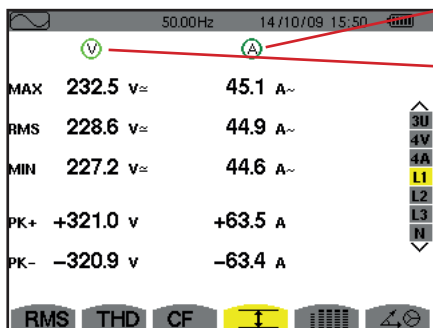 50.00Hz 14/10/09 15:50
V A
MAX 232.5 V≃ 45.1 A~
RMS 228.6 V≃ 44.9 A~
MIN 227.2 V≃ 44.6 A~
PK+ +321.0 V +63.5 A
PK- -320.9 V -63.4 A
3U
4V
4A
L1
L2
L3
N
RMS THD CF